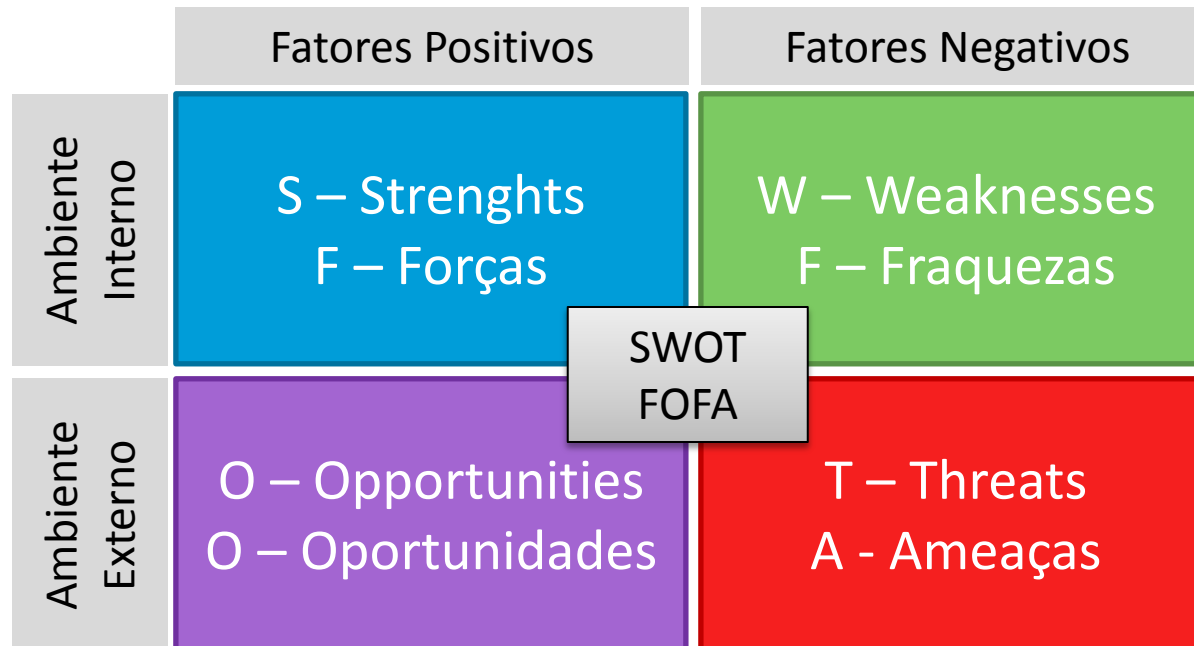 Fatores Positivos
Fatores Negativos
Ambiente
Interno
S – Strenghts
F – Forças
W – Weaknesses
F – Fraquezas
SWOT
FOFA
Ambiente
Externo
O – Opportunities
O – Oportunidades
T – Threats
A - Ameaças